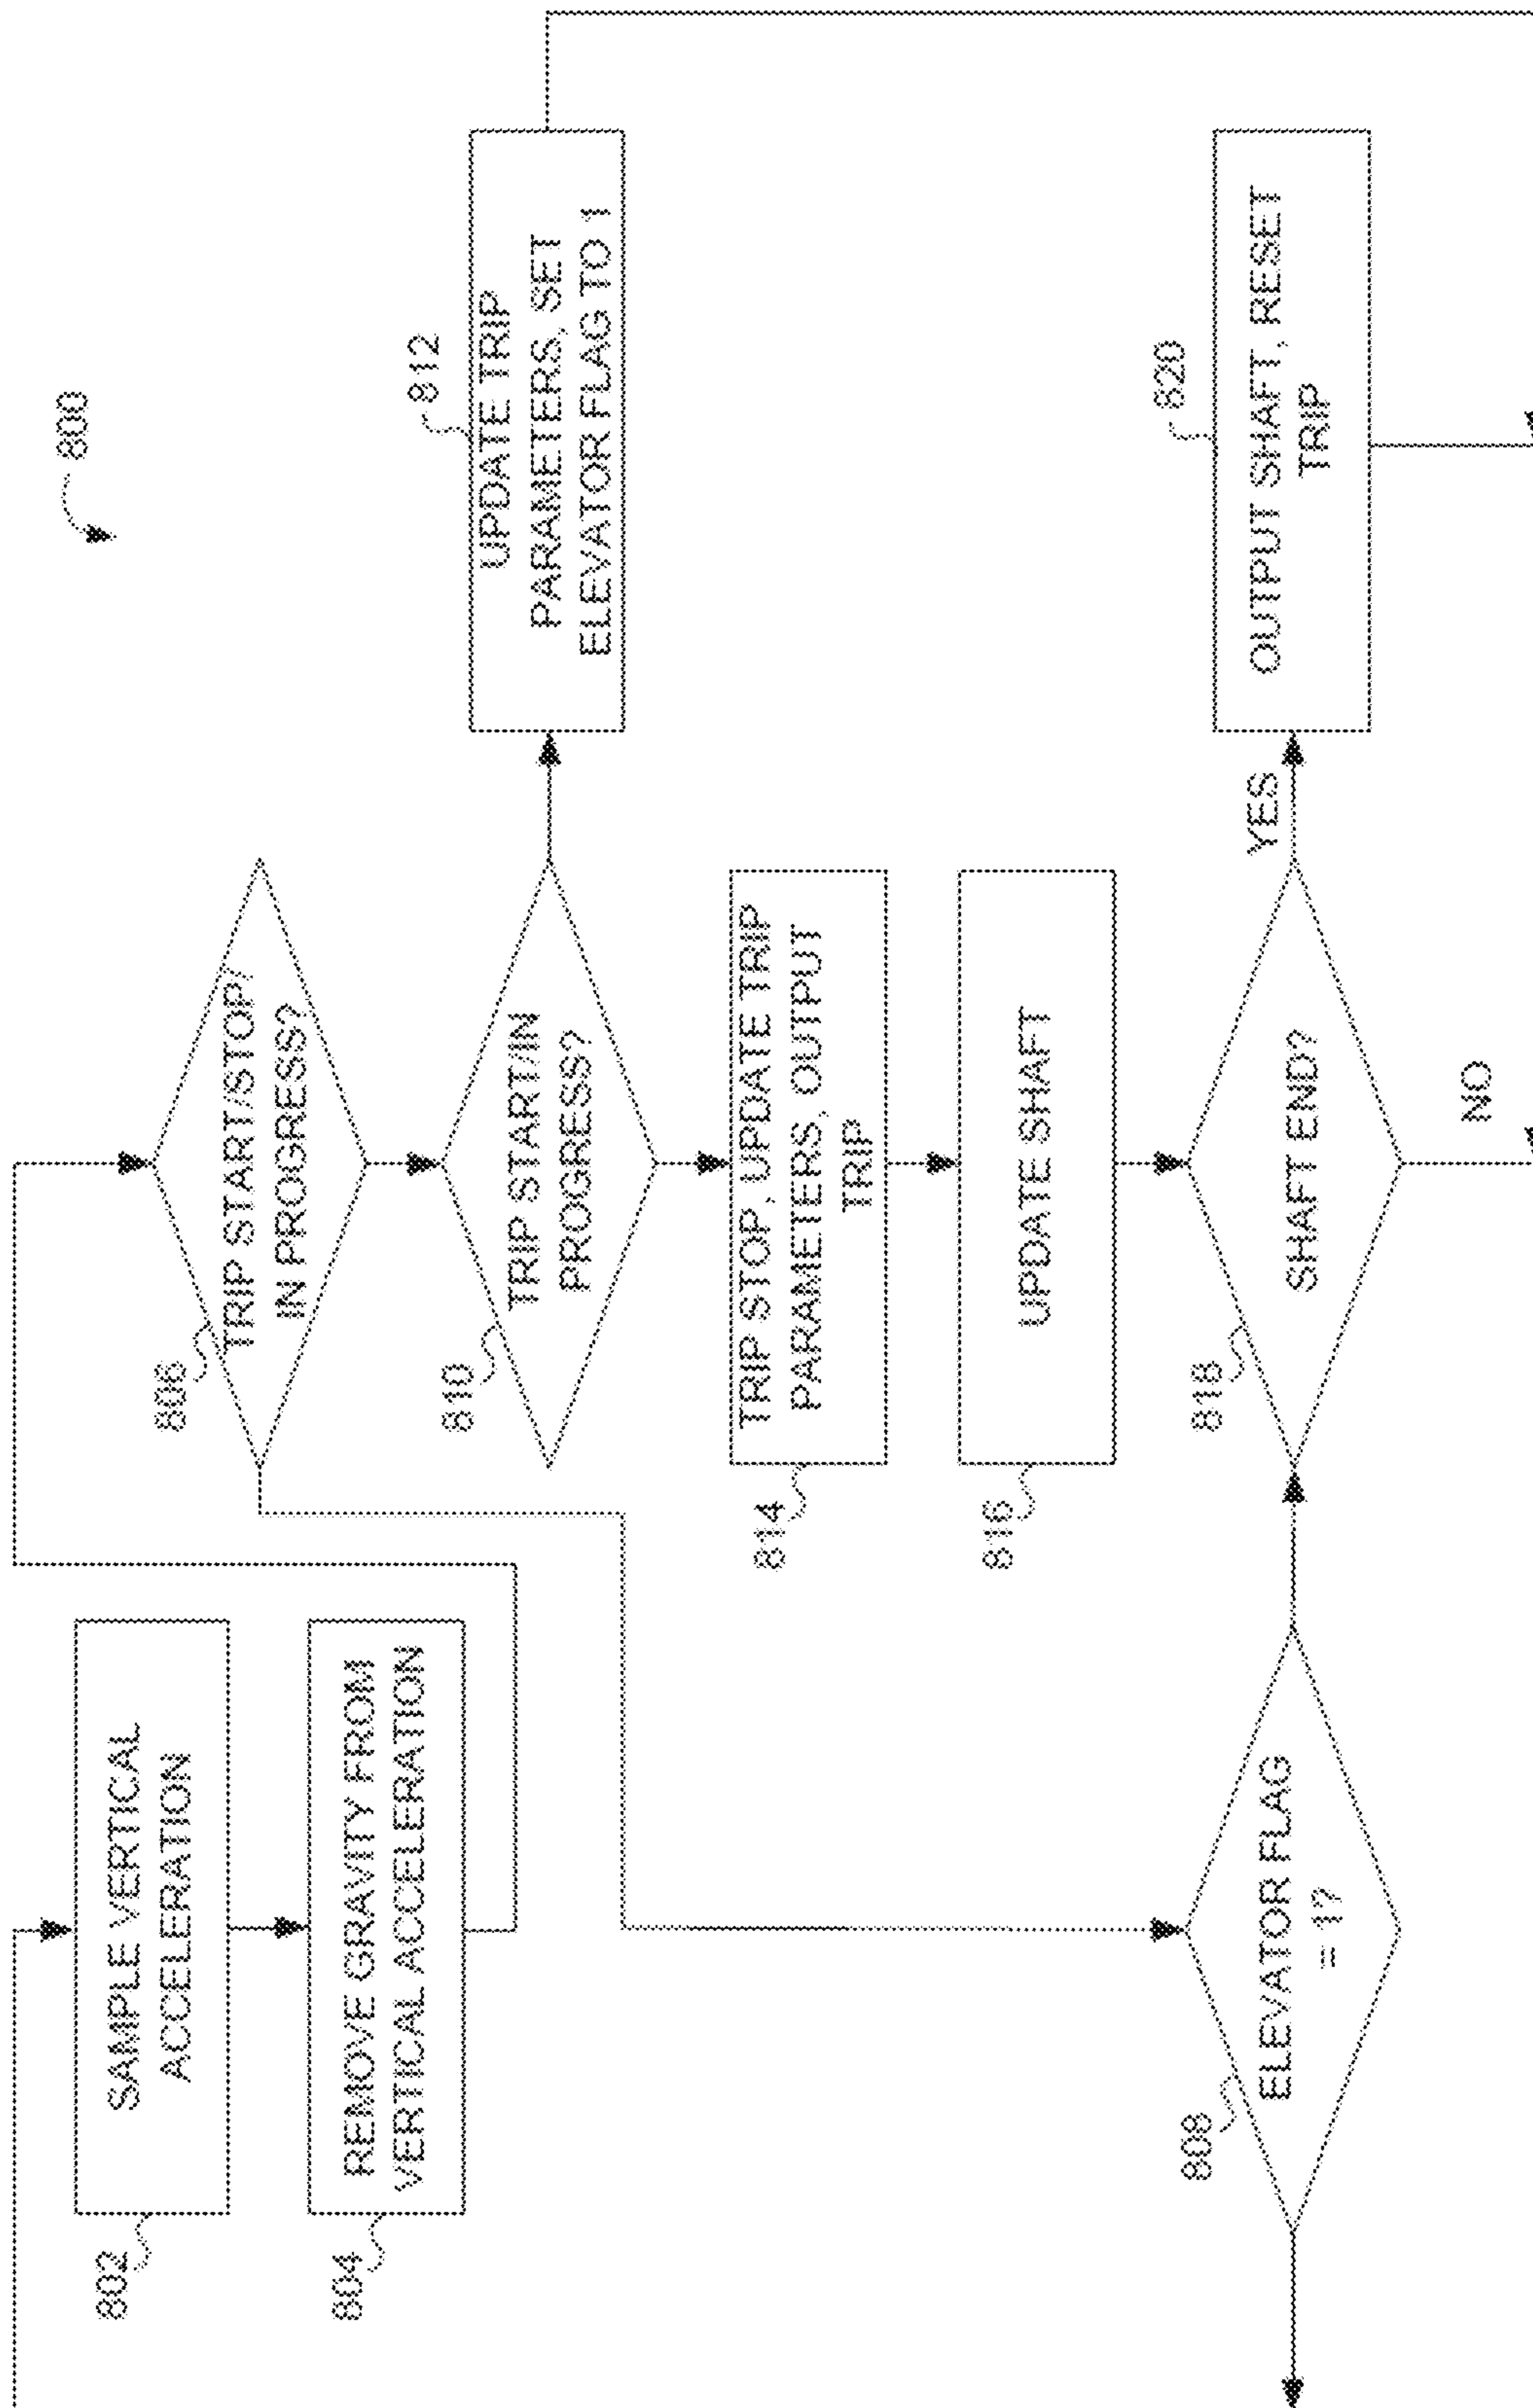 800
802
SAMPLE VERTICAL
ACCELERATION
804
REMOVE GRAVITY FROM
VERTICAL ACCELERATION
806
TRIP START/STOP/
IN PROGRESS?
810
TRIP START/IN
PROGRESS?
812
UPDATE TRIP
PARAMETERS, SET
ELEVATOR FLAG TO 1
814
TRIP STOP, UPDATE TRIP
PARAMETERS, OUTPUT
TRIP
816
UPDATE SHAFT
808
ELEVATOR FLAG
= 1?
818
SHAFT END?
YES
NO
820
OUTPUT SHAFT, RESET
TRIP